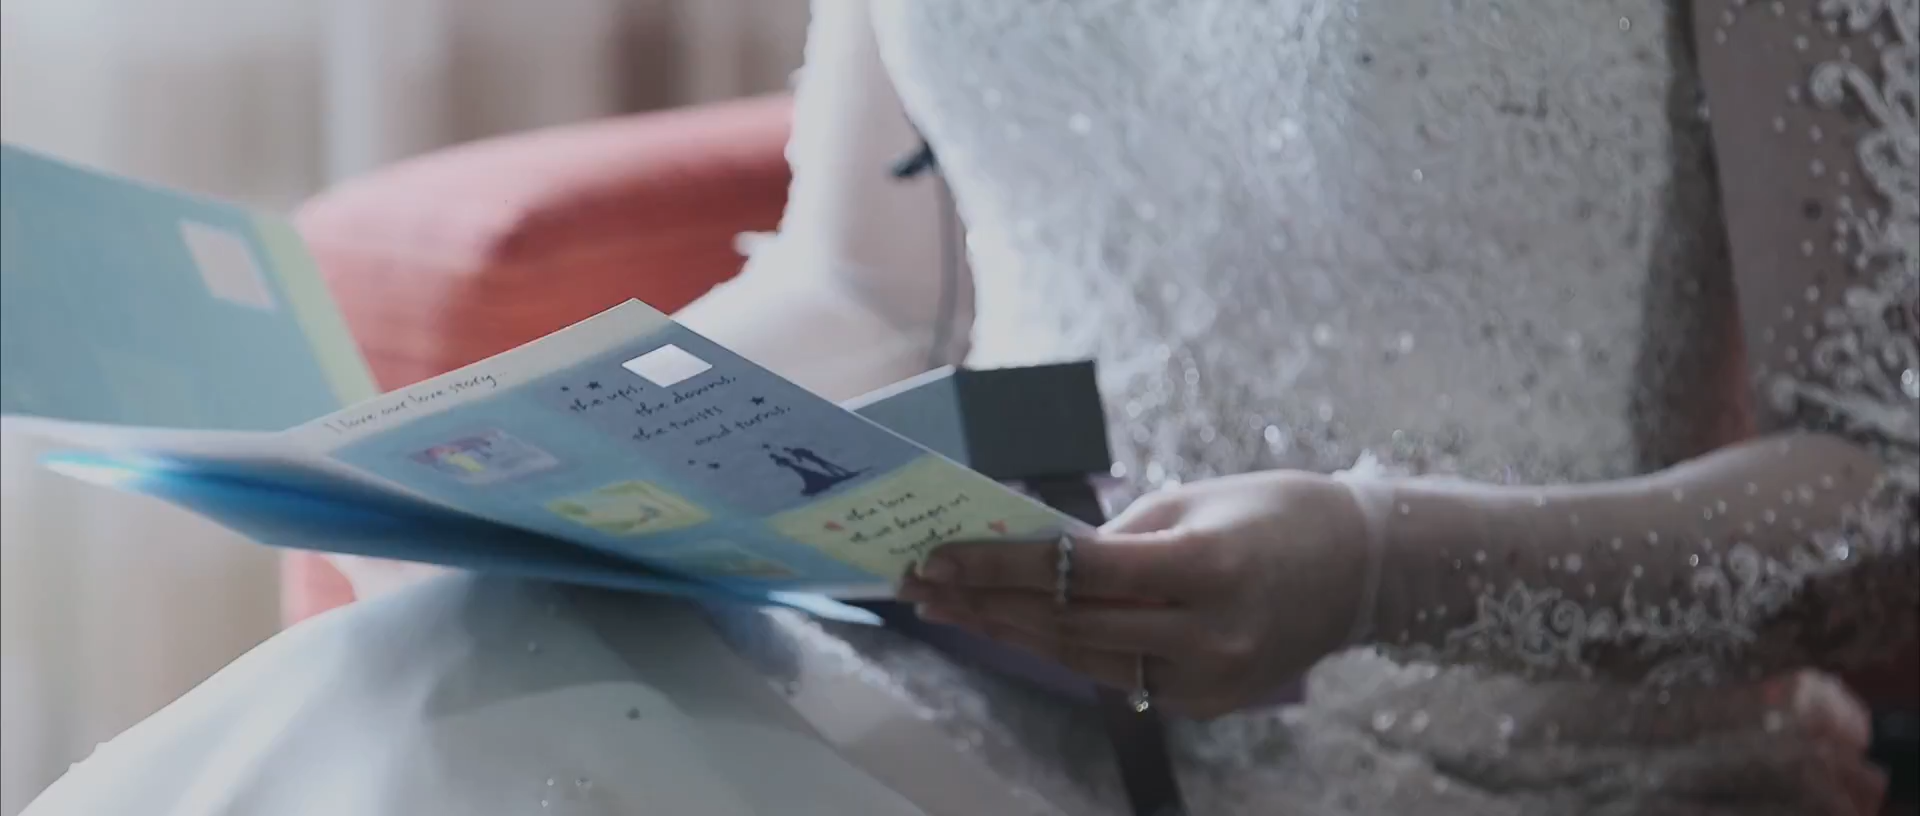 I love our love story...
the ups,
the downs,
the twists
and turns.
the love
that keeps us
together